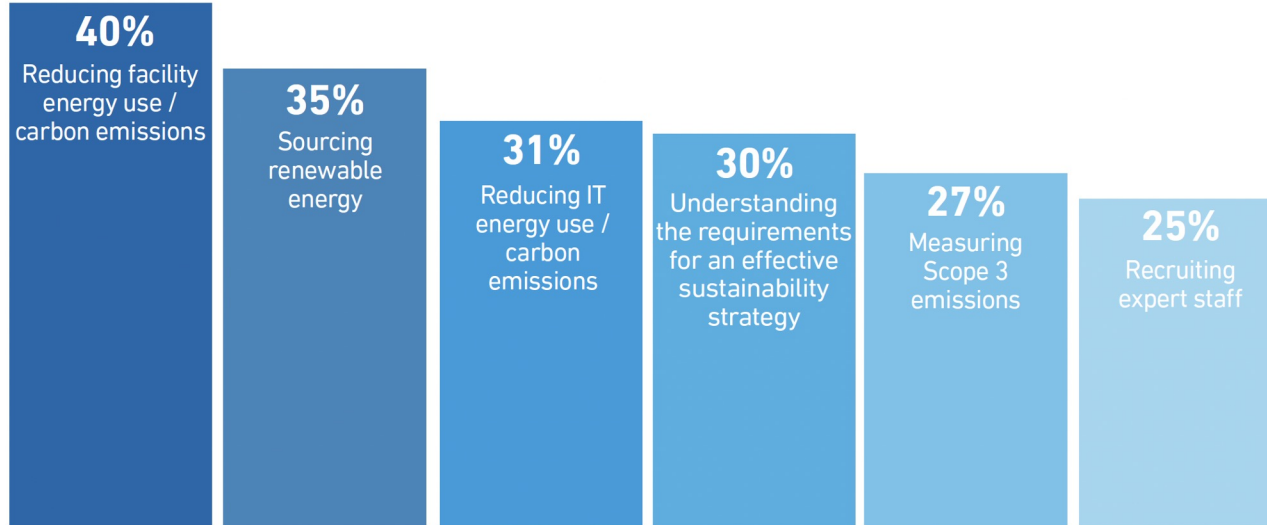 40%
Reducing facility
energy use /
carbon emissions
35%
Sourcing
renewable
energy
31%
Reducing IT
energy use /
carbon
emissions
30%
Understanding
the requirements
for an effective
sustainability
strategy
27%
Measuring
Scope 3
emissions
25%
Recruiting
expert staff